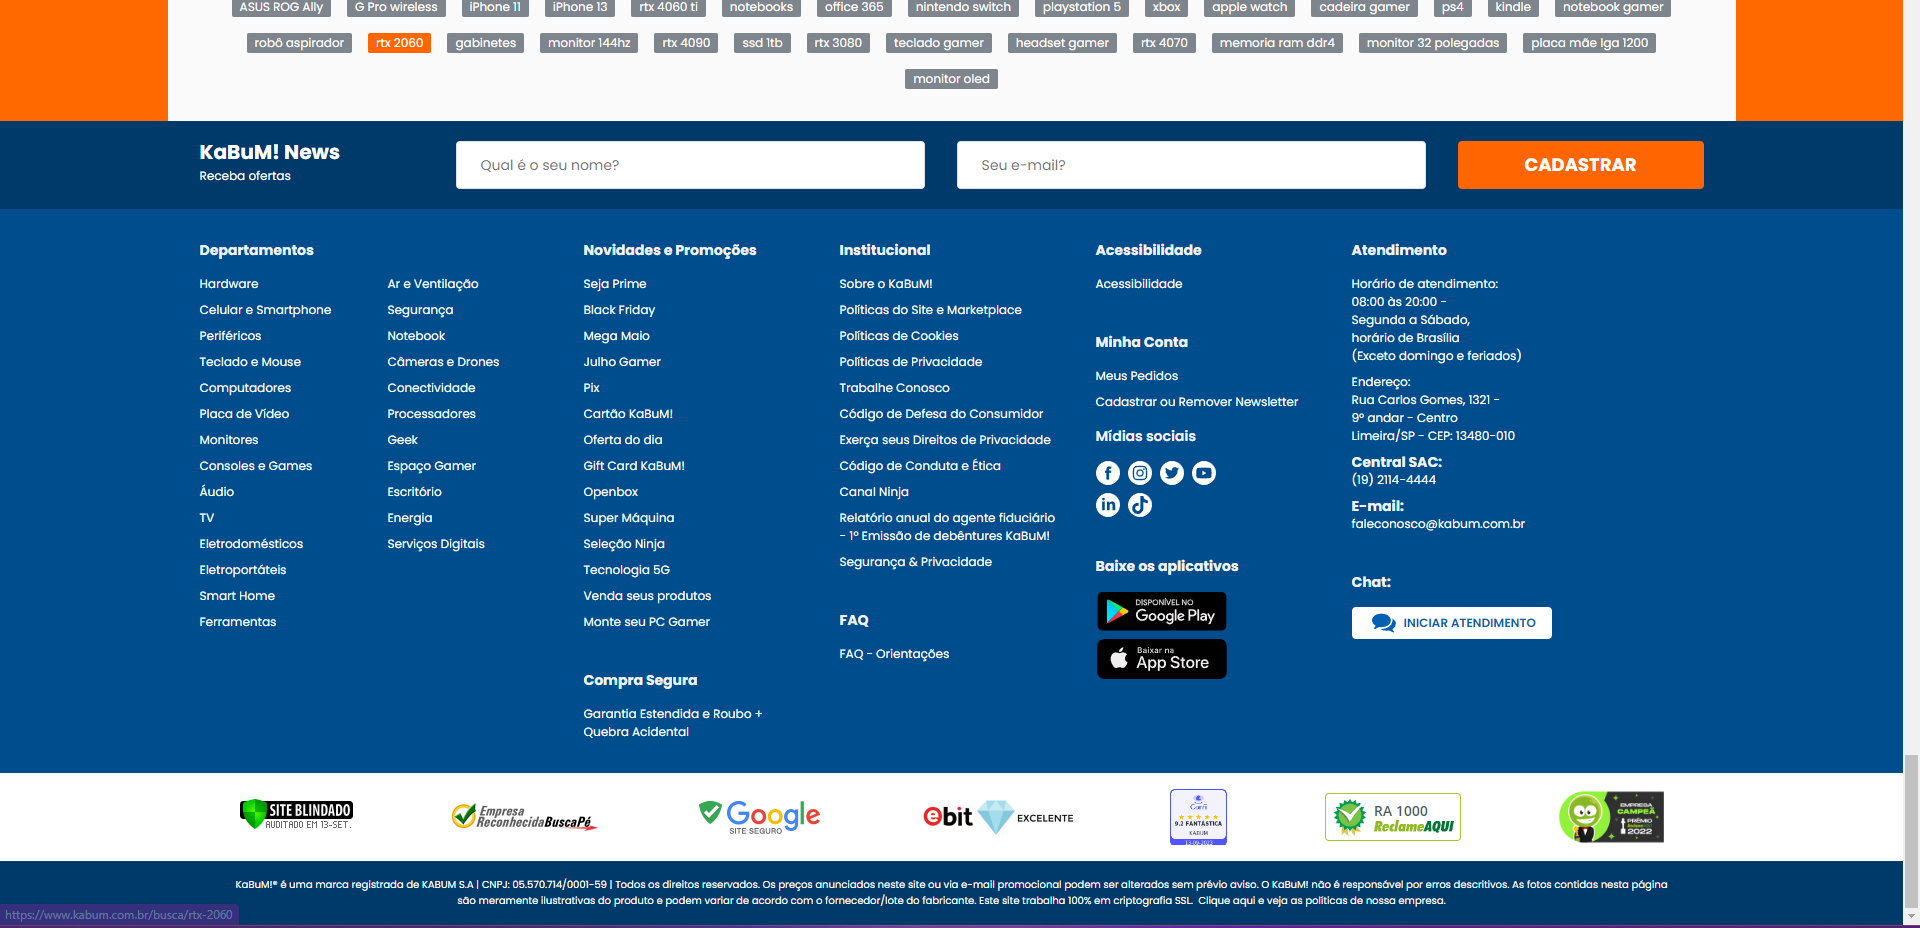 ASUS ROG Ally G Pro wireless iPhone 11 iPhone 13 rtx 4060 ti notebooks office 365 nintendo switch playstation 5 xbox apple watch cadeira gamer ps4 kindle notebook gamer
robô aspirador rtx 2060 gabinetes monitor 144hz rtx 4090 ssd 1tb rtx 3080 teclado gamer headset gamer rtx 4070 memoria ram ddr4 monitor 32 polegadas placa mãe lga 1200
monitor oled
KaBuM! News
Receba ofertas
Qual é o seu nome?
Seu e-mail?
CADASTRAR
Departamentos
Hardware
Celular e Smartphone
Periféricos
Teclado e Mouse
Computadores
Placa de Vídeo
Monitores
Consoles e Games
Áudio
TV
Eletrodomésticos
Eletroportáteis
Smart Home
Ferramentas
Ar e Ventilação
Segurança
Notebook
Câmeras e Drones
Conectividade
Processadores
Geek
Espaço Gamer
Escritório
Energia
Serviços Digitais
Novidades e Promoções
Seja Prime
Black Friday
Mega Maio
Julho Gamer
Pix
Cartão KaBuM!
Oferta do dia
Gift Card KaBuM!
Openbox
Super Máquina
Seleção Ninja
Tecnologia 5G
Venda seus produtos
Monte seu PC Gamer
Compra Segura
Garantia Estendida e Roubo +
Quebra Acidental
Institucional
Sobre o KaBuM!
Políticas do Site e Marketplace
Políticas de Cookies
Políticas de Privacidade
Trabalhe Conosco
Código de Defesa do Consumidor
Exerça seus Direitos de Privacidade
Código de Conduta e Ética
Canal Ninja
Relatório anual do agente fiduciário
- 1º Emissão de debêntures KaBuM!
Segurança & Privacidade
FAQ
FAQ - Orientações
Acessibilidade
Acessibilidade
Minha Conta
Meus Pedidos
Cadastrar ou Remover Newsletter
Mídias sociais
Baixe os aplicativos
DISPONÍVEL NO
Google Play
Baixar na
App Store
Atendimento
Horário de atendimento:
08:00 às 20:00 -
Segunda a Sábado,
horário de Brasília
(Exceto domingo e feriados)
Endereço:
Rua Carlos Gomes, 1321 -
9º andar - Centro
Limeira/SP - CEP: 13480-010
Central SAC:
(19) 2114-4444
E-mail:
faleconosco@kabum.com.br
Chat:
INICIAR ATENDIMENTO
SITE BLINDADO
AUDITADO EM 13-SET.
Empresa
ReconhecidaBuscaPé
Google
SITE SEGURO
ebit EXCELENTE
9.2 FANTÁSTICA
KABUM
13-09-2023
RA 1000
ReclameAQUI
EMPRESA
CAMPEÃ
PRÊMIO
2022
KaBuM!® é uma marca registrada de KABUM S.A | CNPJ: 05.570.714/0001-59 | Todos os direitos reservados. Os preços anunciados neste site ou via e-mail promocional podem ser alterados sem prévio aviso. O KaBuM! não é responsável por erros descritivos. As fotos contidas nesta página
são meramente ilustrativas do produto e podem variar de acordo com o fornecedor/lote do fabricante. Este site trabalha 100% em criptografia SSL. Clique aqui e veja as políticas de nossa empresa.
https://www.kabum.com.br/busca/rtx-2060